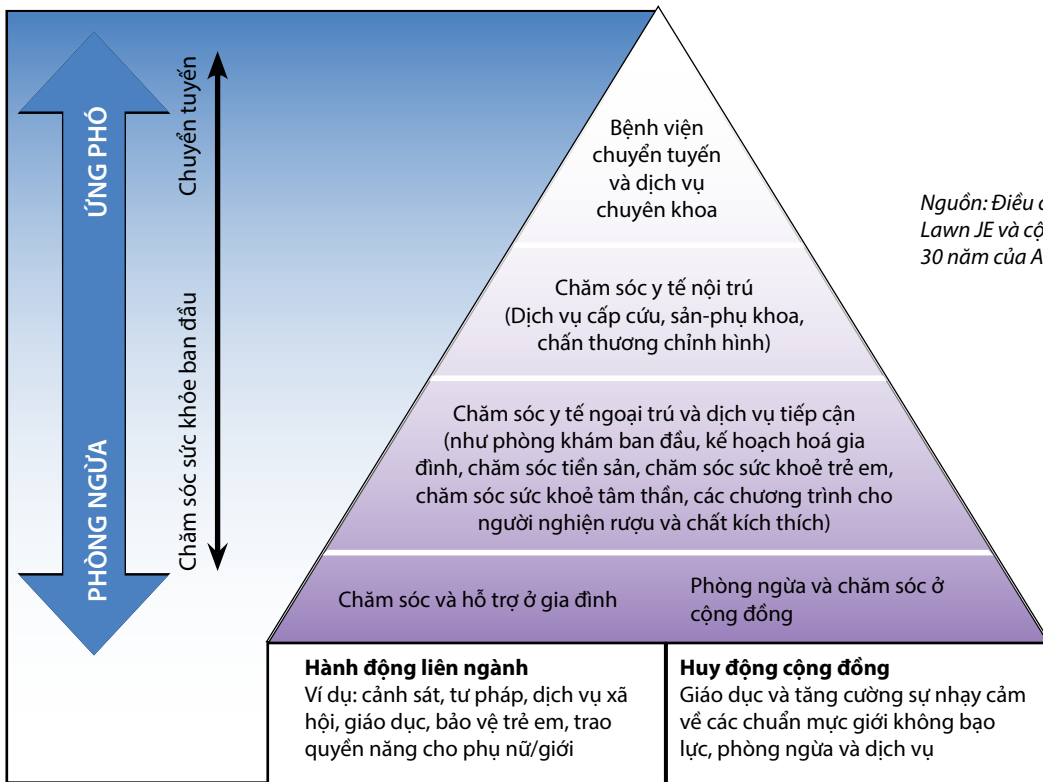 ỨNG PHÓ
PHÒNG NGỪA
Chuyển tuyến
Chăm sóc sức khỏe ban đầu
Bệnh viện
chuyển tuyến
và dịch vụ
chuyên khoa
Nguồn: Điều
Lawn JE và
30 năm của
Chăm sóc y tế nội trú
(Dịch vụ cấp cứu, sản-phụ khoa,
chấn thương chỉnh hình)
Chăm sóc y tế ngoại trú và dịch vụ tiếp cận
(như phòng khám ban đầu, kế hoạch hoá gia
đình, chăm sóc tiền sản, chăm sóc sức khoẻ trẻ em,
chăm sóc sức khoẻ tâm thần, các chương trình cho
người nghiện rượu và chất kích thích)
Chăm sóc và hỗ trợ ở gia đình
Phòng ngừa và chăm sóc ở
cộng đồng
Hành động liên ngành
Ví dụ: cảnh sát, tư pháp, dịch vụ xã
hội, giáo dục, bảo vệ trẻ em, trao
quyền năng cho phụ nữ/giới
Huy động cộng đồng
Giáo dục và tăng cường sự nhạy cảm
về các chuẩn mực giới không bạo
lực, phòng ngừa và dịch vụ